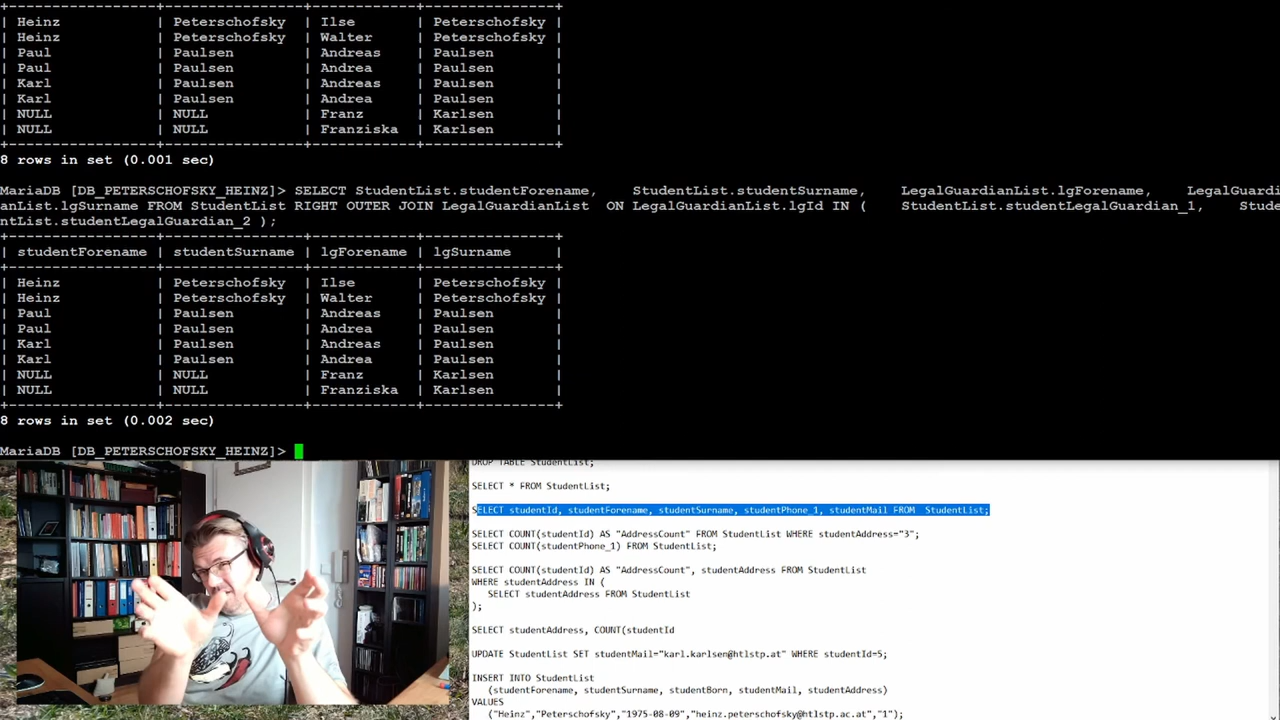 | Heinz | Peterschofsky | Ilse | Peterschofsky |
| Heinz | Peterschofsky | Walter | Peterschofsky |
| Paul | Paulsen | Andreas | Paulsen |
| Paul | Paulsen | Andrea | Paulsen |
| Karl | Paulsen | Andreas | Paulsen |
| Karl | Paulsen | Andrea | Paulsen |
| NULL | NULL | Franz | Karlsen |
| NULL | NULL | Franziska | Karlsen |
8 rows in set (0.001 sec)
MariaDB [DB_PETERSCHOFSKY_HEINZ]> SELECT StudentList.studentForename, StudentList.studentSurname, LegalGuardianList.lgForename, LegalGuardi
anList.lgSurname FROM StudentList RIGHT OUTER JOIN LegalGuardianList ON LegalGuardianList.lgId IN ( StudentList.studentLegalGuardian_1, Stude
ntList.studentLegalGuardian_2 );
| studentForename | studentSurname | lgForename | lgSurname |
| Heinz | Peterschofsky | Ilse | Peterschofsky |
| Heinz | Peterschofsky | Walter | Peterschofsky |
| Paul | Paulsen | Andreas | Paulsen |
| Paul | Paulsen | Andrea | Paulsen |
| Karl | Paulsen | Andreas | Paulsen |
| Karl | Paulsen | Andrea | Paulsen |
| NULL | NULL | Franz | Karlsen |
| NULL | NULL | Franziska | Karlsen |
8 rows in set (0.002 sec)
MariaDB [DB_PETERSCHOFSKY_HEINZ]>
DROP TABLE StudentList;
SELECT * FROM StudentList;
SELECT studentId, studentForename, studentSurname, studentPhone_1, studentMail FROM StudentList;
SELECT COUNT(studentId) AS "AddressCount" FROM StudentList WHERE studentAddress="3";
SELECT COUNT(studentPhone_1) FROM StudentList;
SELECT COUNT(studentId) AS "AddressCount", studentAddress FROM StudentList
WHERE studentAddress IN (
SELECT studentAddress FROM StudentList
);
SELECT studentAddress, COUNT(studentId
UPDATE StudentList SET studentMail="karl.karlsen@htlstp.at" WHERE studentId=5;
INSERT INTO StudentList
(studentForename, studentSurname, studentBorn, studentMail, studentAddress)
VALUES
("Heinz","Peterschofsky","1975-08-09","heinz.peterschofsky@htlstp.ac.at","1");